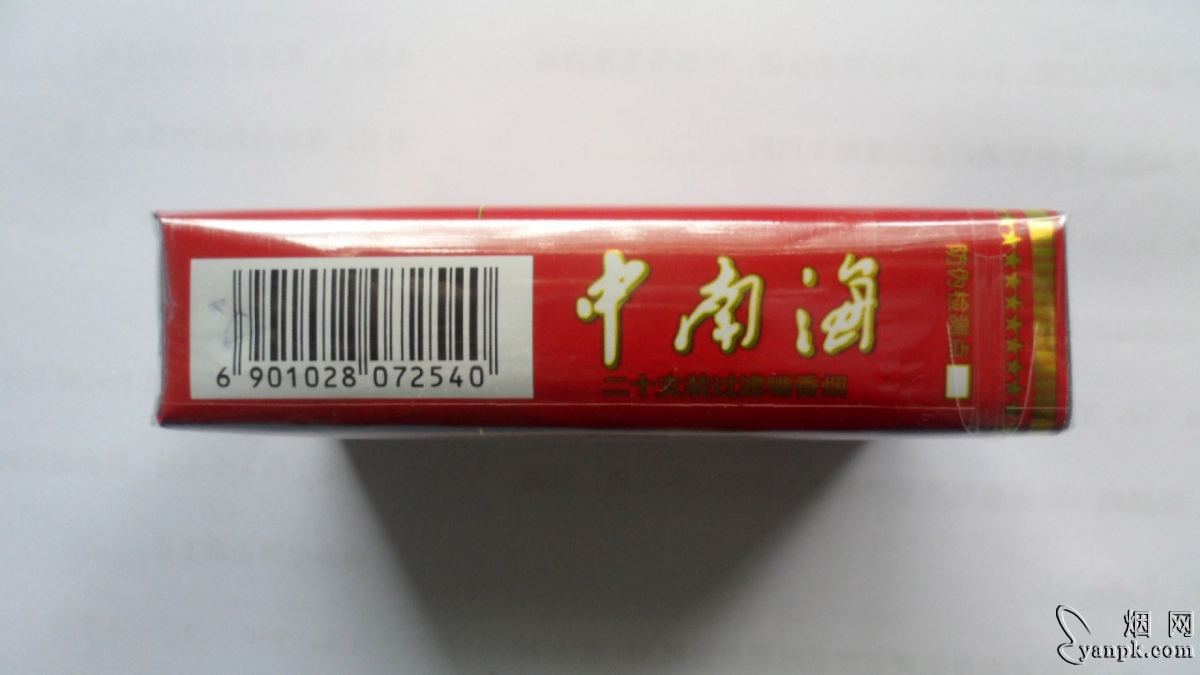 6 901028 072540
中南海
二十支装过滤嘴香烟
防伪检测点
烟网
yanpk.com